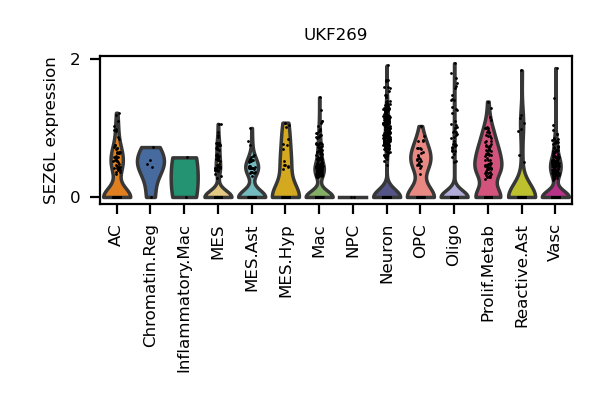 UKF269
SEZ6L expression
2
0
AC
Chromatin.Reg
Inflammatory.Mac
MES
MES.Ast
MES.Hyp
Mac
NPC
Neuron
OPC
Oligo
Prolif.Metab
Reactive.Ast
Vasc